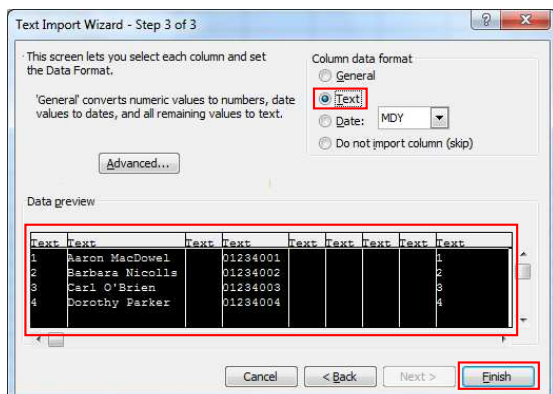 Text Import Wizard - Step 3 of 3
This screen lets you select each column and set
the Data Format.
'General' converts numeric values to numbers, date
values to dates, and all remaining values to text.
Advanced...
Column data format
General
Text
Date: MDY
Do not import column (skip)
Data preview
Text Text Text Text Text Text Text Text Text
1 Aaron MacDowel 01234001 1
2 Barbara Nicolls 01234002 2
3 Carl O'Brien 01234003 3
4 Dorothy Parker 01234004 4
Cancel < Back Next > Finish